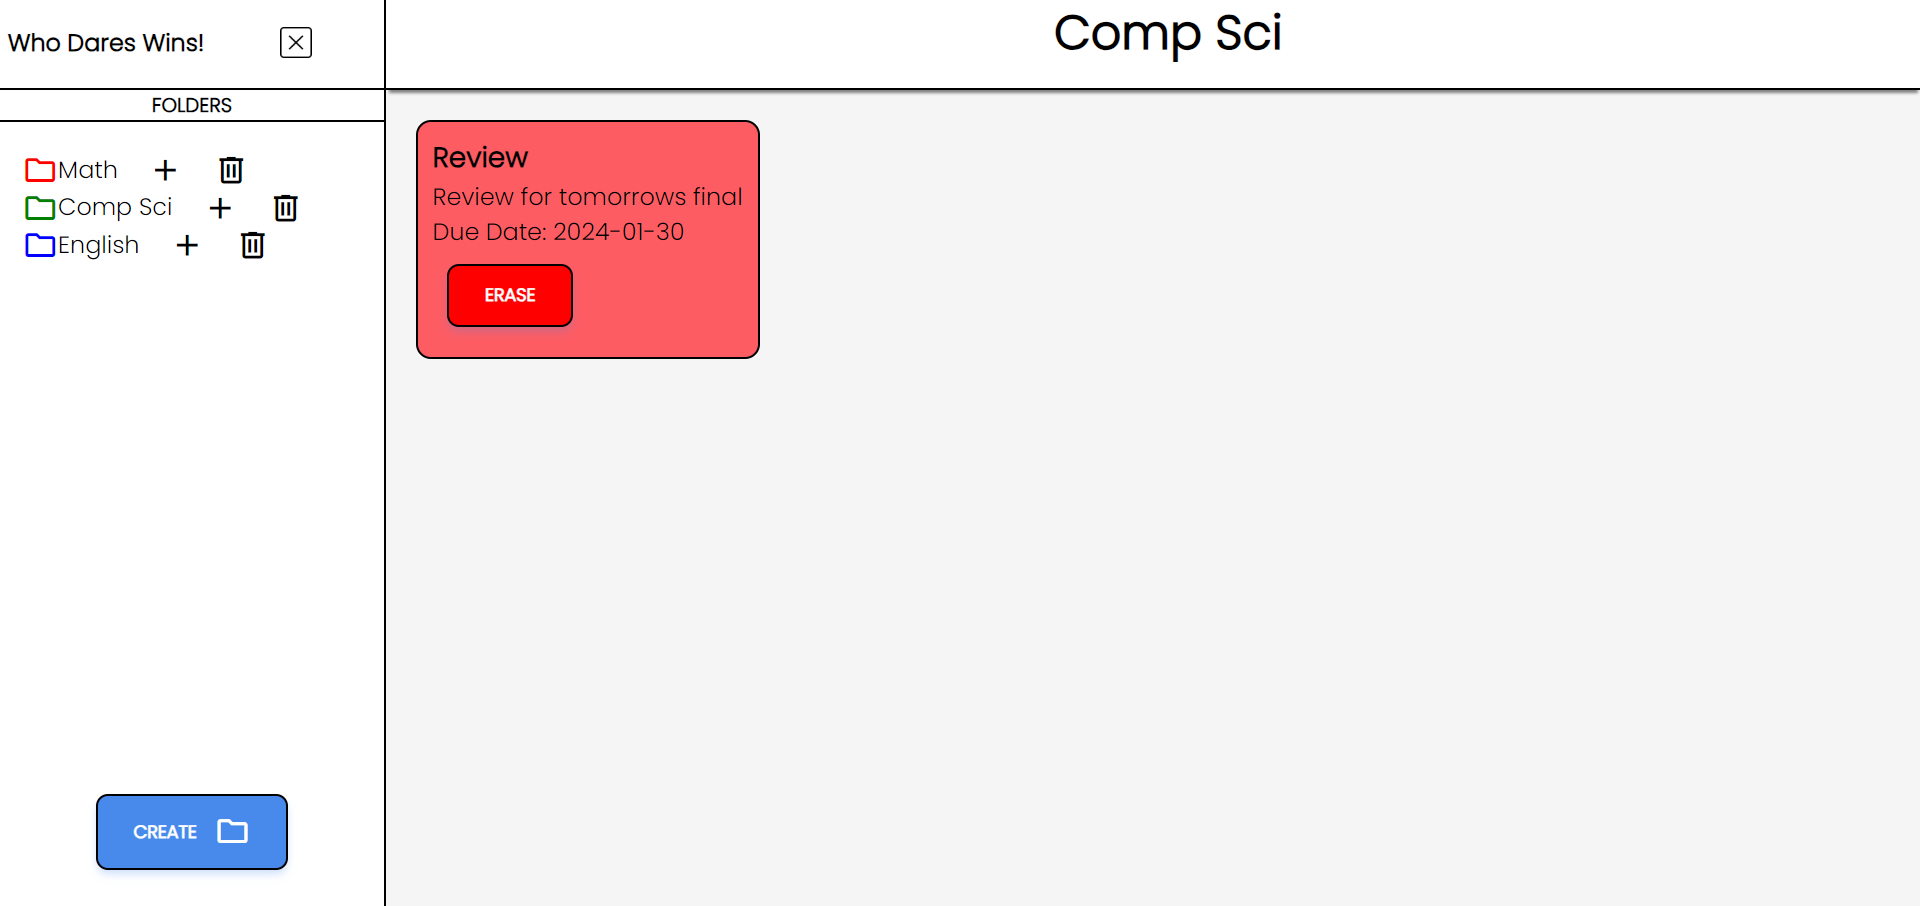 Who Dares Wins!
Comp Sci
FOLDERS
Math
Comp Sci
English
Review
Review for tomorrows final
Due Date: 2024-01-30
ERASE
CREATE